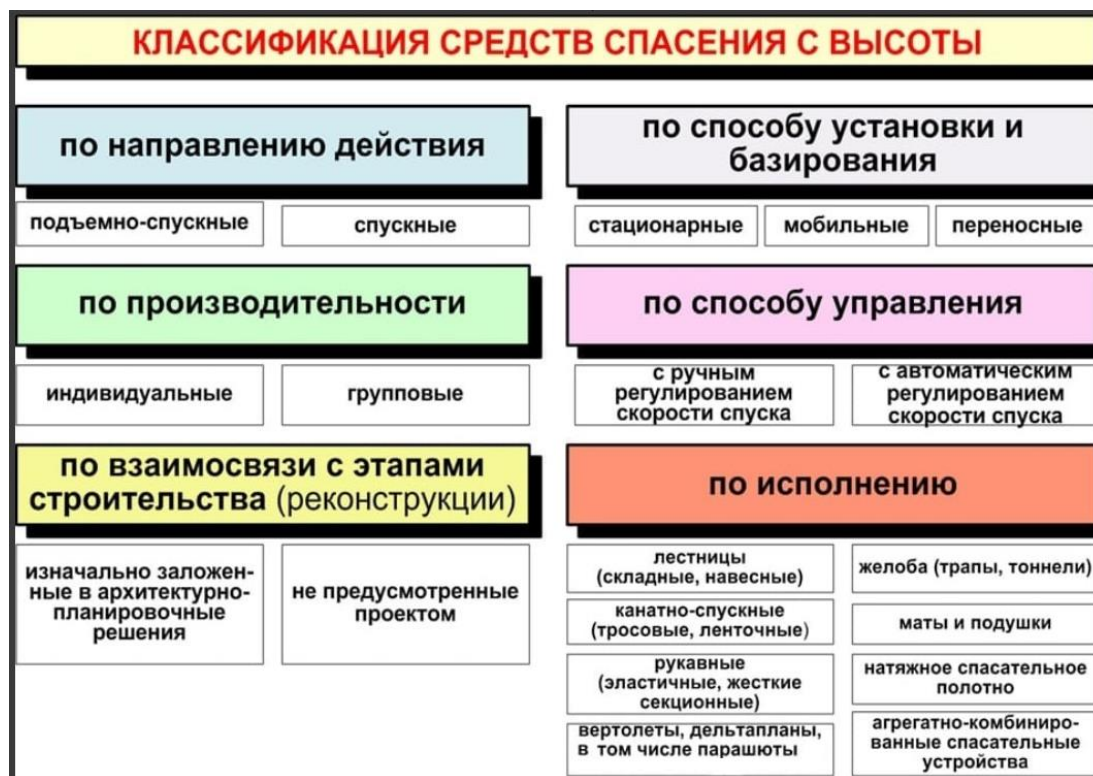 КЛАССИФИКАЦИЯ СРЕДСТВ СПАСЕНИЯ С ВЫСОТЫ
по направлению действия
подъемно-спускные
спускные
по способу установки и
базирования
стационарные
мобильные
переносные
по производительности
индивидуальные
групповые
по способу управления
с ручным
регулированием
скорости спуска
с автоматическим
регулированием
скорости спуска
по взаимосвязи с этапами
строительства (реконструкции)
изначально заложен-
ные в архитектурно-
планировочные
решения
не предусмотренные
проектом
по исполнению
лестницы
(складные, навесные)
желоба (трапы, тоннели)
канатно-спускные
(тросовые, ленточные)
маты и подушки
рукавные
(эластичные, жесткие
секционные)
натяжное спасательное
полотно
вертолеты, дельтапланы,
в том числе парашюты
агрегатно-комбиниро-
ванные спасательные
устройства